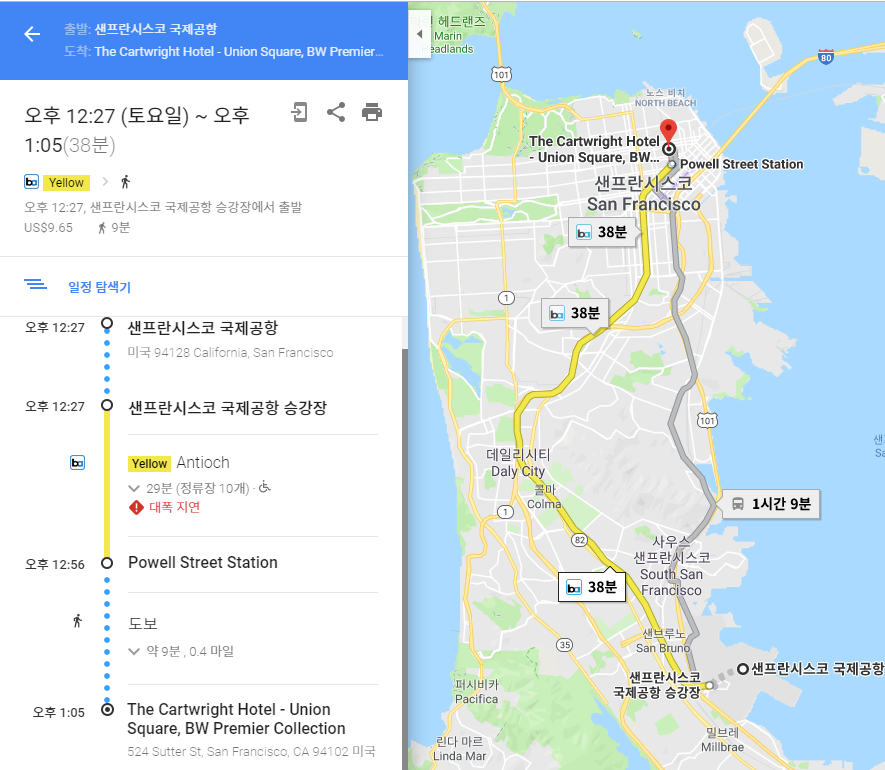 출발: 샌프란시스코 국제공항
도착: The Cartwright Hotel - Union Square, BW Premier...
오후 12:27 (토요일) ~ 오후
1:05(38분)
ba Yellow
오후 12:27, 샌프란시스코 국제공항 승강장에서 출발
US$9.65 9분
일정 탐색기
오후 12:27 샌프란시스코 국제공항
미국 94128 California, San Francisco
오후 12:27 샌프란시스코 국제공항 승강장
ba Yellow Antioch
29분 (정류장 10개) ·
대폭 지연
오후 12:56 Powell Street Station
도보
약 9분 , 0.4 마일
오후 1:05 The Cartwright Hotel - Union
Square, BW Premier Collection
524 Sutter St, San Francisco, CA 94102 미국
헤드랜즈
Marin
eadlands
101
80
노스 비치
NORTH BEACH
The Cartwright Hotel
- Union Square, BW...
Powell Street Station
샌프란시스코
San Francisco
ba 38분
1
ba 38분
101
데일리시티
Daly City
콜마
Colma
1
1시간 9분
82
사우스
샌프란시스코
South San
Francisco
ba 38분
35
샌브루노
San Bruno
샌프란시스코 국제공항
샌프란시스코
국제공항 승강장
퍼시비카
Pacifica
밀브레
Millbrae
린다 마르
Linda Mar